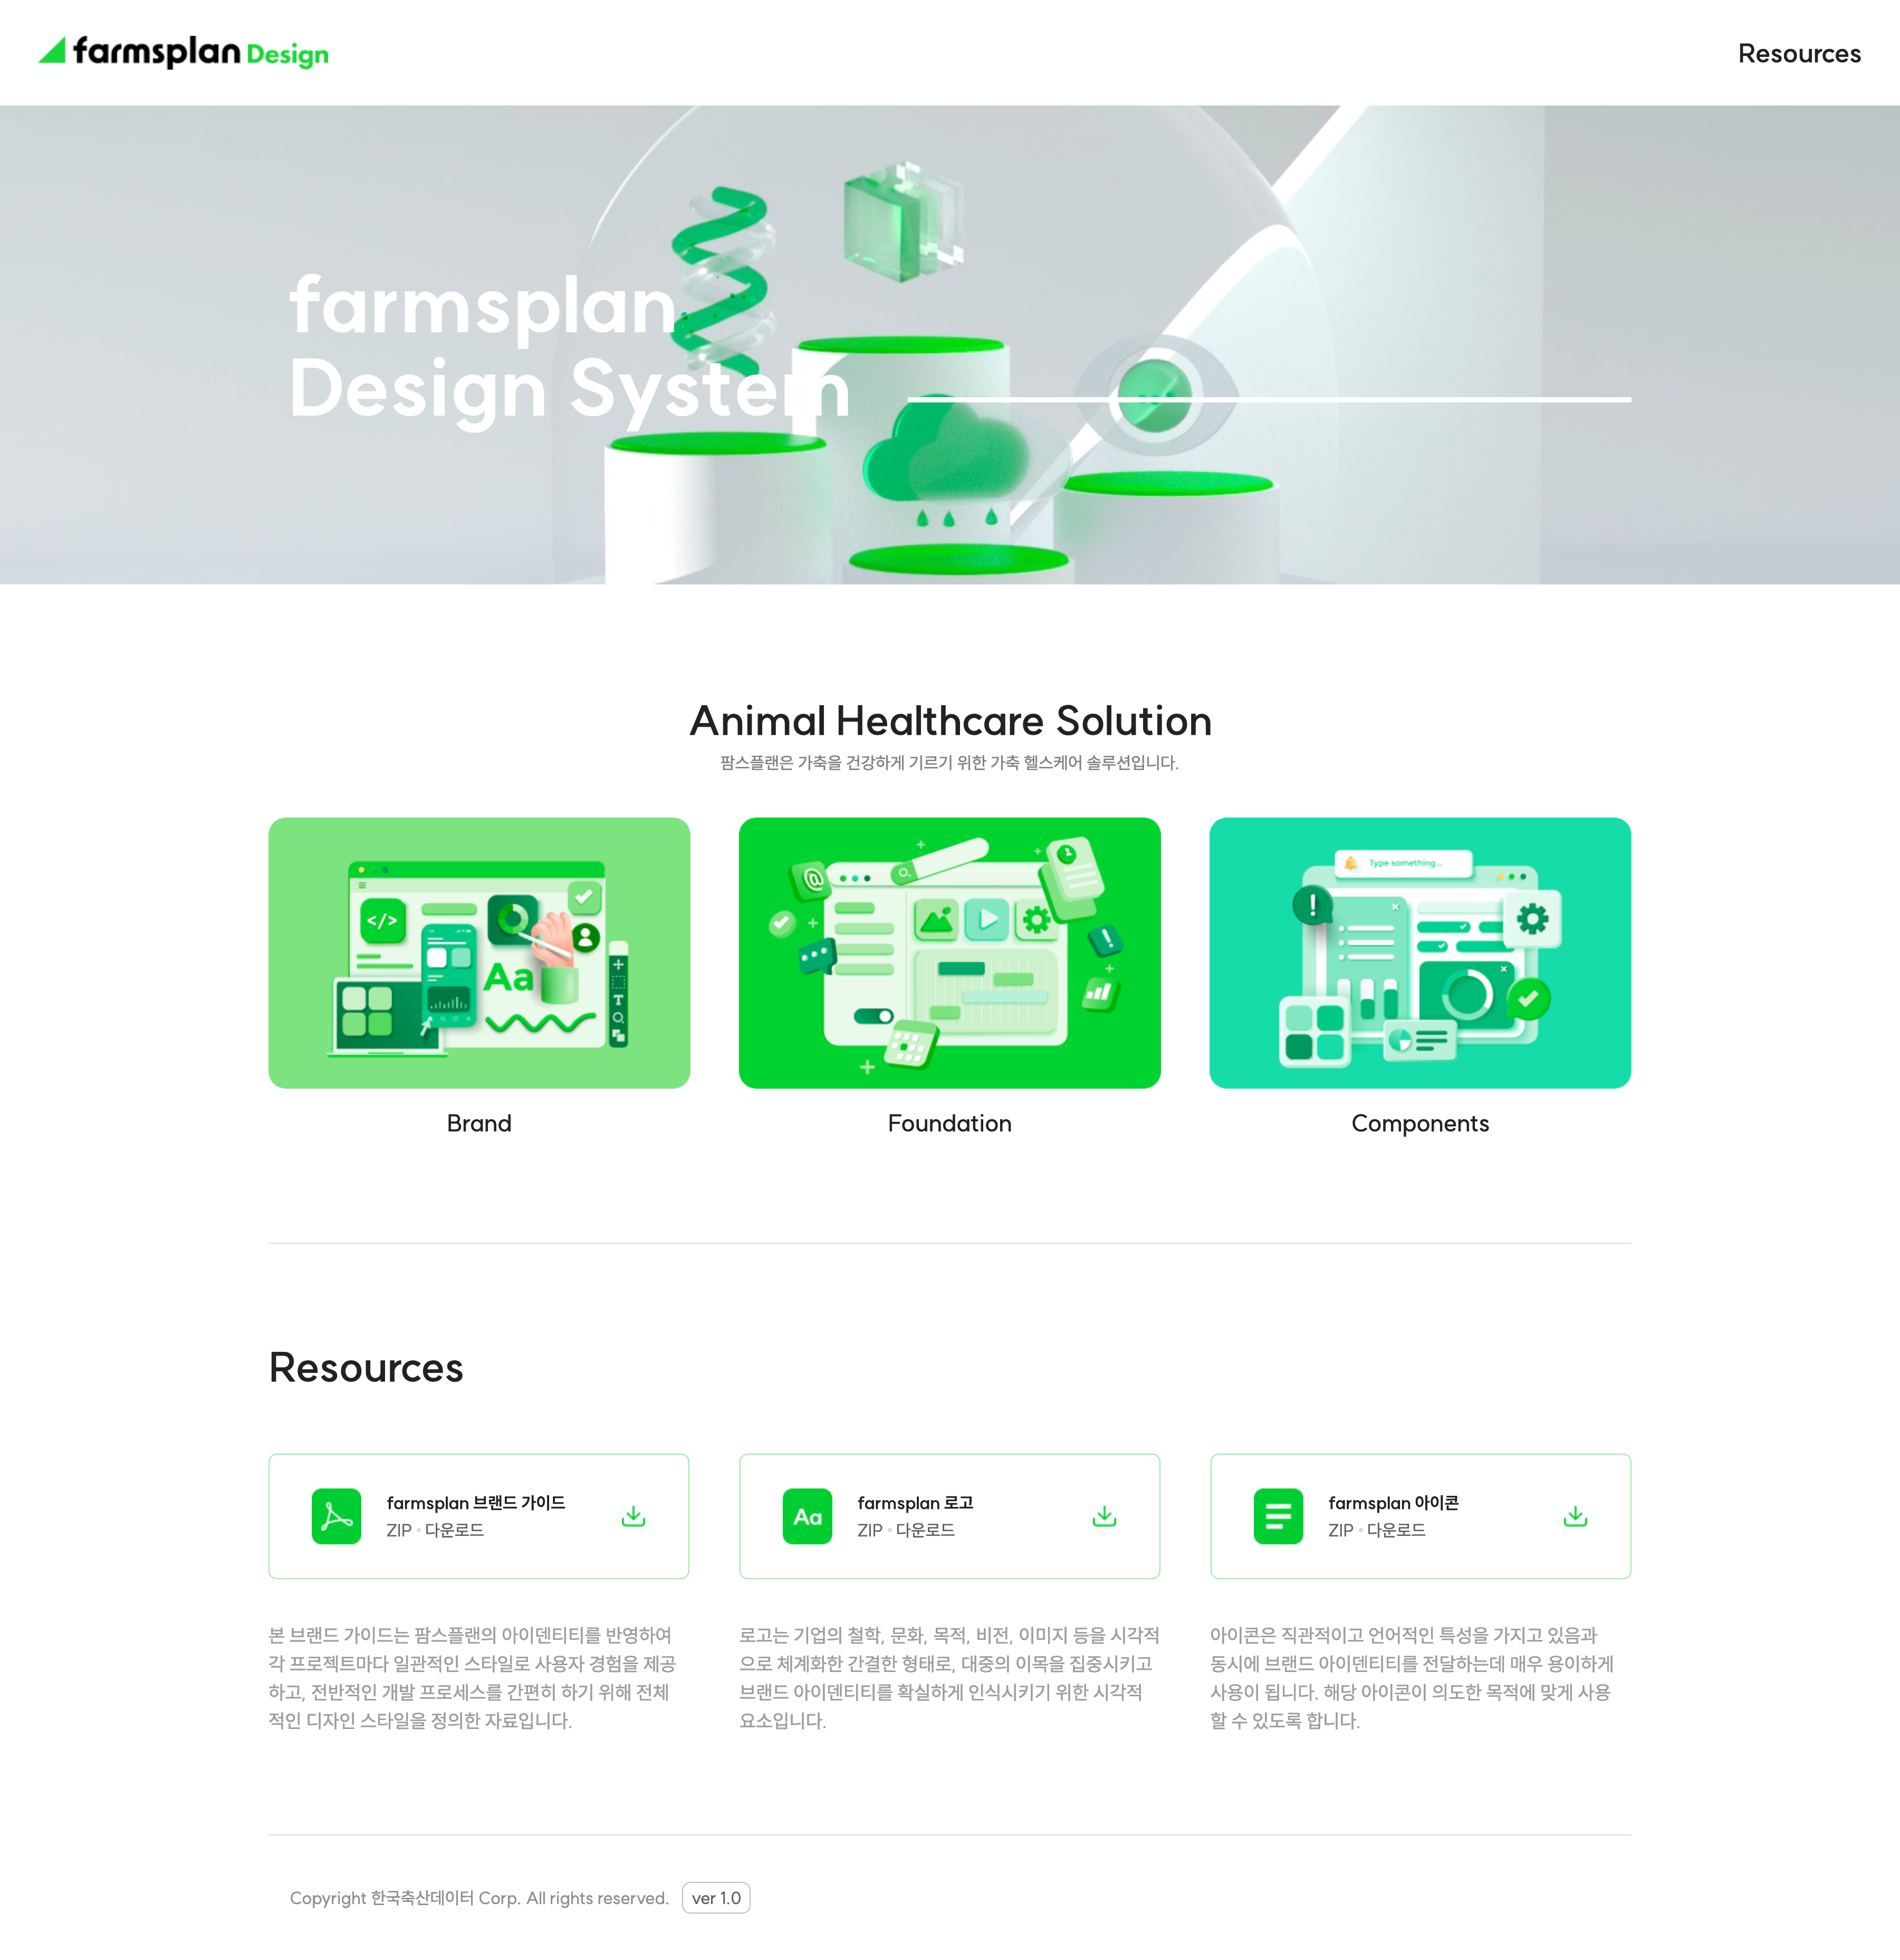 farmsplan Design
Resources
farmsplan
Design System
Animal Healthcare Solution
팜스플랜은 가축을 건강하게 기르기 위한 가축 헬스케어 솔루션입니다.
</>
Aa
T
@
Type something...
Brand
Foundation
Components
Resources
farmsplan 브랜드 가이드
ZIP • 다운로드
Aa
farmsplan 로고
ZIP • 다운로드
farmsplan 아이콘
ZIP • 다운로드
본 브랜드 가이드는 팜스플랜의 아이덴티티를 반영하여
각 프로젝트마다 일관적인 스타일로 사용자 경험을 제공
하고, 전반적인 개발 프로세스를 간편히 하기 위해 전체
적인 디자인 스타일을 정의한 자료입니다.
로고는 기업의 철학, 문화, 목적, 비전, 이미지 등을 시각적
으로 체계화한 간결한 형태로, 대중의 이목을 집중시키고
브랜드 아이덴티티를 확실하게 인식시키기 위한 시각적
요소입니다.
아이콘은 직관적이고 언어적인 특성을 가지고 있음과
동시에 브랜드 아이덴티티를 전달하는데 매우 용이하게
사용이 됩니다. 해당 아이콘이 의도한 목적에 맞게 사용
할 수 있도록 합니다.
Copyright 한국축산데이터 Corp. All rights reserved.
ver 1.0